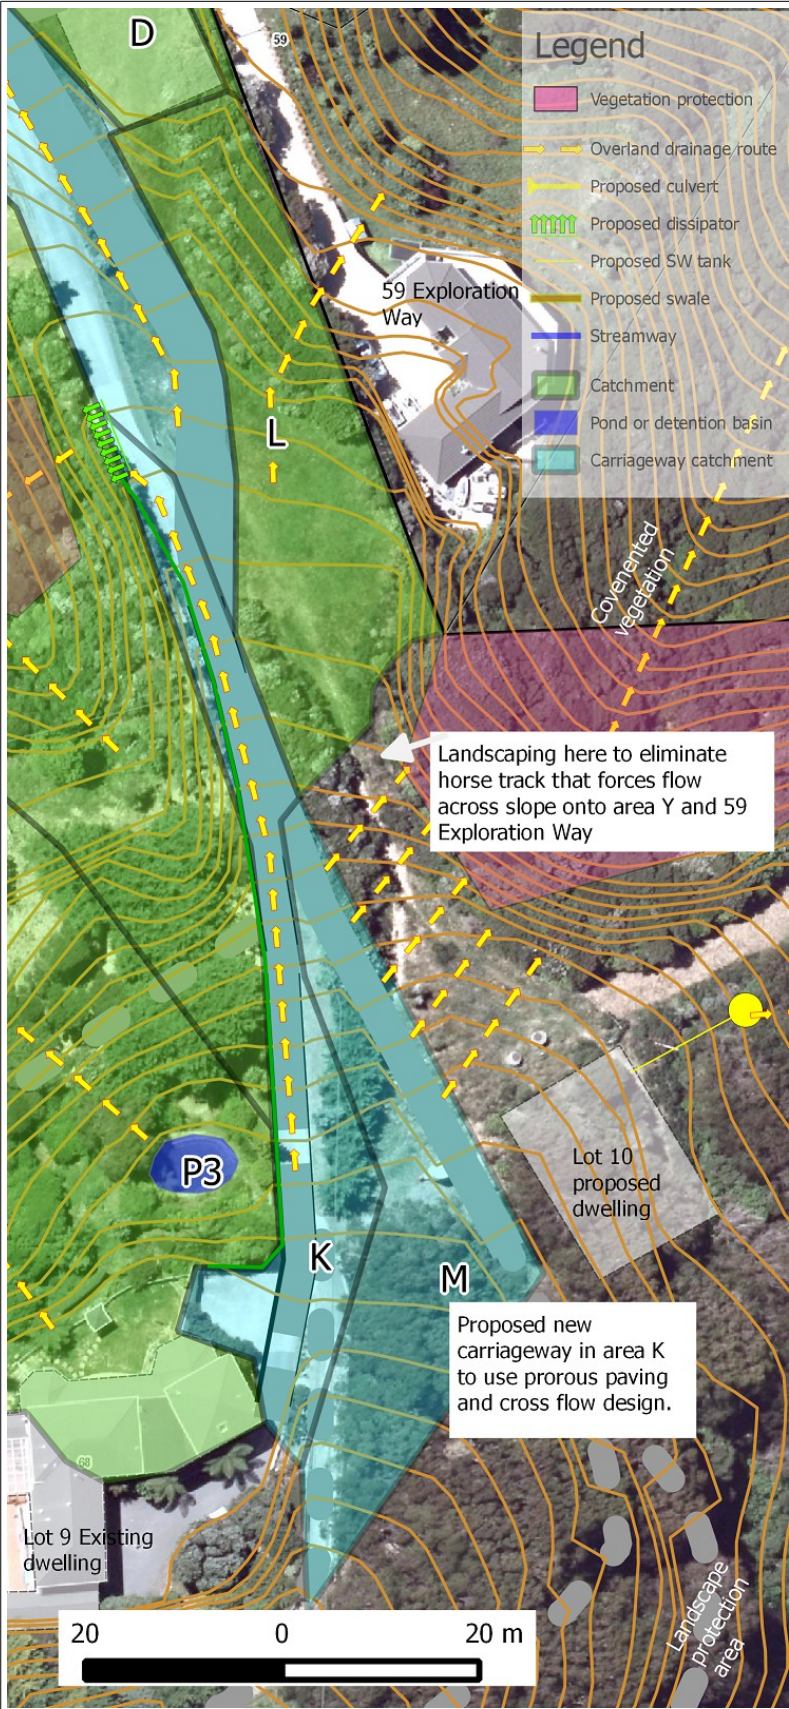 D
59
Legend
Vegetation protection
Overland drainage route
Proposed culvert
Proposed dissipator
Proposed SW tank
Proposed swale
Streamway
Catchment
Pond or detention basin
Carriageway catchment
59 Exploration
Way
L
Covenented
vegetation
Landscaping here to eliminate
horse track that forces flow
across slope onto area Y and 59
Exploration Way
P3
Lot 10
proposed
dwelling
K
M
Proposed new
carriageway in area K
to use prorous paving
and cross flow design.
68
Lot 9 Existing
dwelling
Landscape
protection
area
20 0 20 m